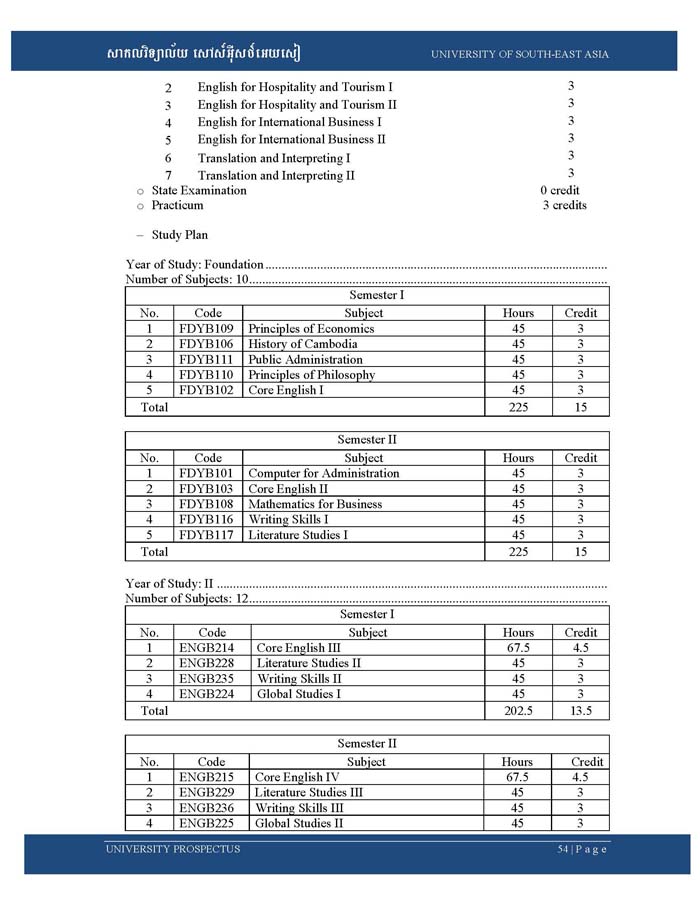 សាកលវិទ្យាល័យ សៅស៍អ៊ីសថ៍អេយសៀ UNIVERSITY OF SOUTH-EAST ASIA
2 English for Hospitality and Tourism I 3
3 English for Hospitality and Tourism II 3
4 English for International Business I 3
5 English for International Business II 3
6 Translation and Interpreting I 3
7 Translation and Interpreting II 3
o State Examination 0 credit
o Practicum 3 credits
– Study Plan
Year of Study: Foundation
Number of Subjects: 10
Semester I
No. Code Subject Hours Credit
1 FDYB109 Principles of Economics 45 3
2 FDYB106 History of Cambodia 45 3
3 FDYB111 Public Administration 45 3
4 FDYB110 Principles of Philosophy 45 3
5 FDYB102 Core English I 45 3
Total 225 15
Semester II
No. Code Subject Hours Credit
1 FDYB101 Computer for Administration 45 3
2 FDYB103 Core English II 45 3
3 FDYB108 Mathematics for Business 45 3
4 FDYB116 Writing Skills I 45 3
5 FDYB117 Literature Studies I 45 3
Total 225 15
Year of Study: II
Number of Subjects: 12
Semester I
No. Code Subject Hours Credit
1 ENGB214 Core English III 67.5 4.5
2 ENGB228 Literature Studies II 45 3
3 ENGB235 Writing Skills II 45 3
4 ENGB224 Global Studies I 45 3
Total 202.5 13.5
Semester II
No. Code Subject Hours Credit
1 ENGB215 Core English IV 67.5 4.5
2 ENGB229 Literature Studies III 45 3
3 ENGB236 Writing Skills III 45 3
4 ENGB225 Global Studies II 45 3
UNIVERSITY PROSPECTUS 54 | P a g e